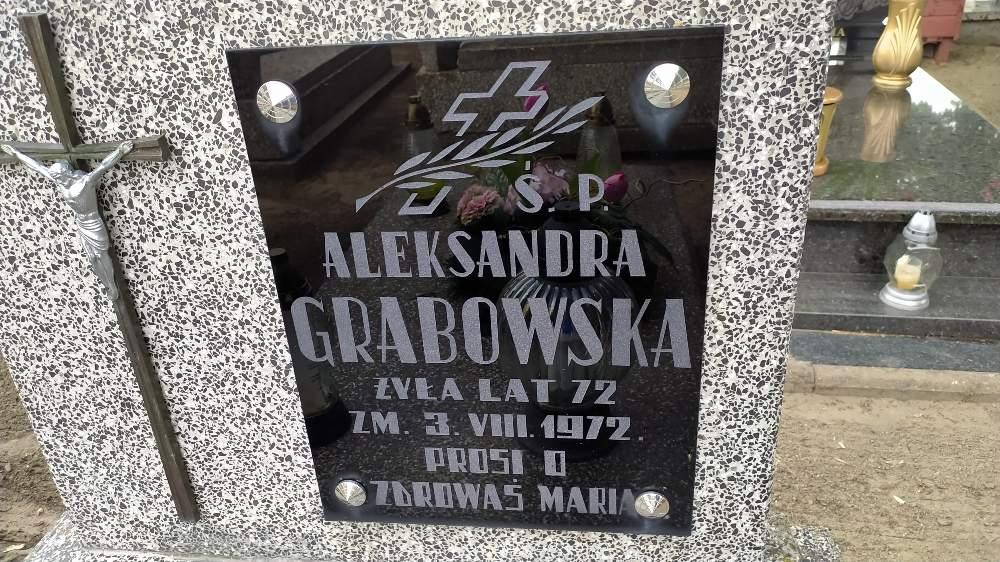 Ś. P.
ALEKSANDRA
GRABOWSKA
ŻYŁA LAT 72
ZM. 3. VIII. 1972.
PROSI O
ZDROWAŚ MARIA